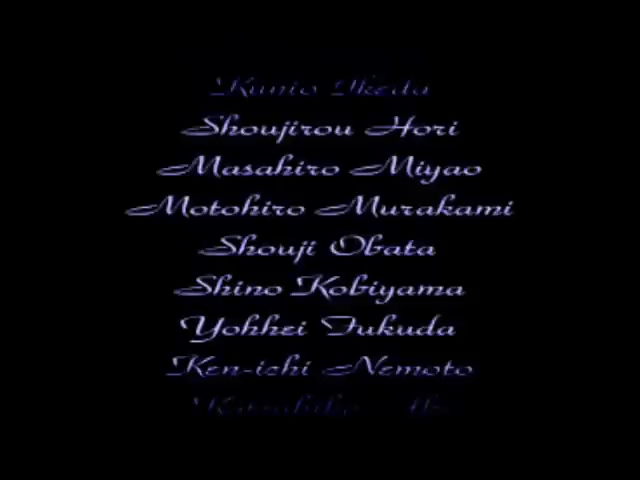 Kunio Ikeda
Shoujirou Hori
Masahiro Miyao
Motohiro Murakami
Shouji Obata
Shino Kobiyama
Yohhei Fukuda
Ken-ichi Nemoto